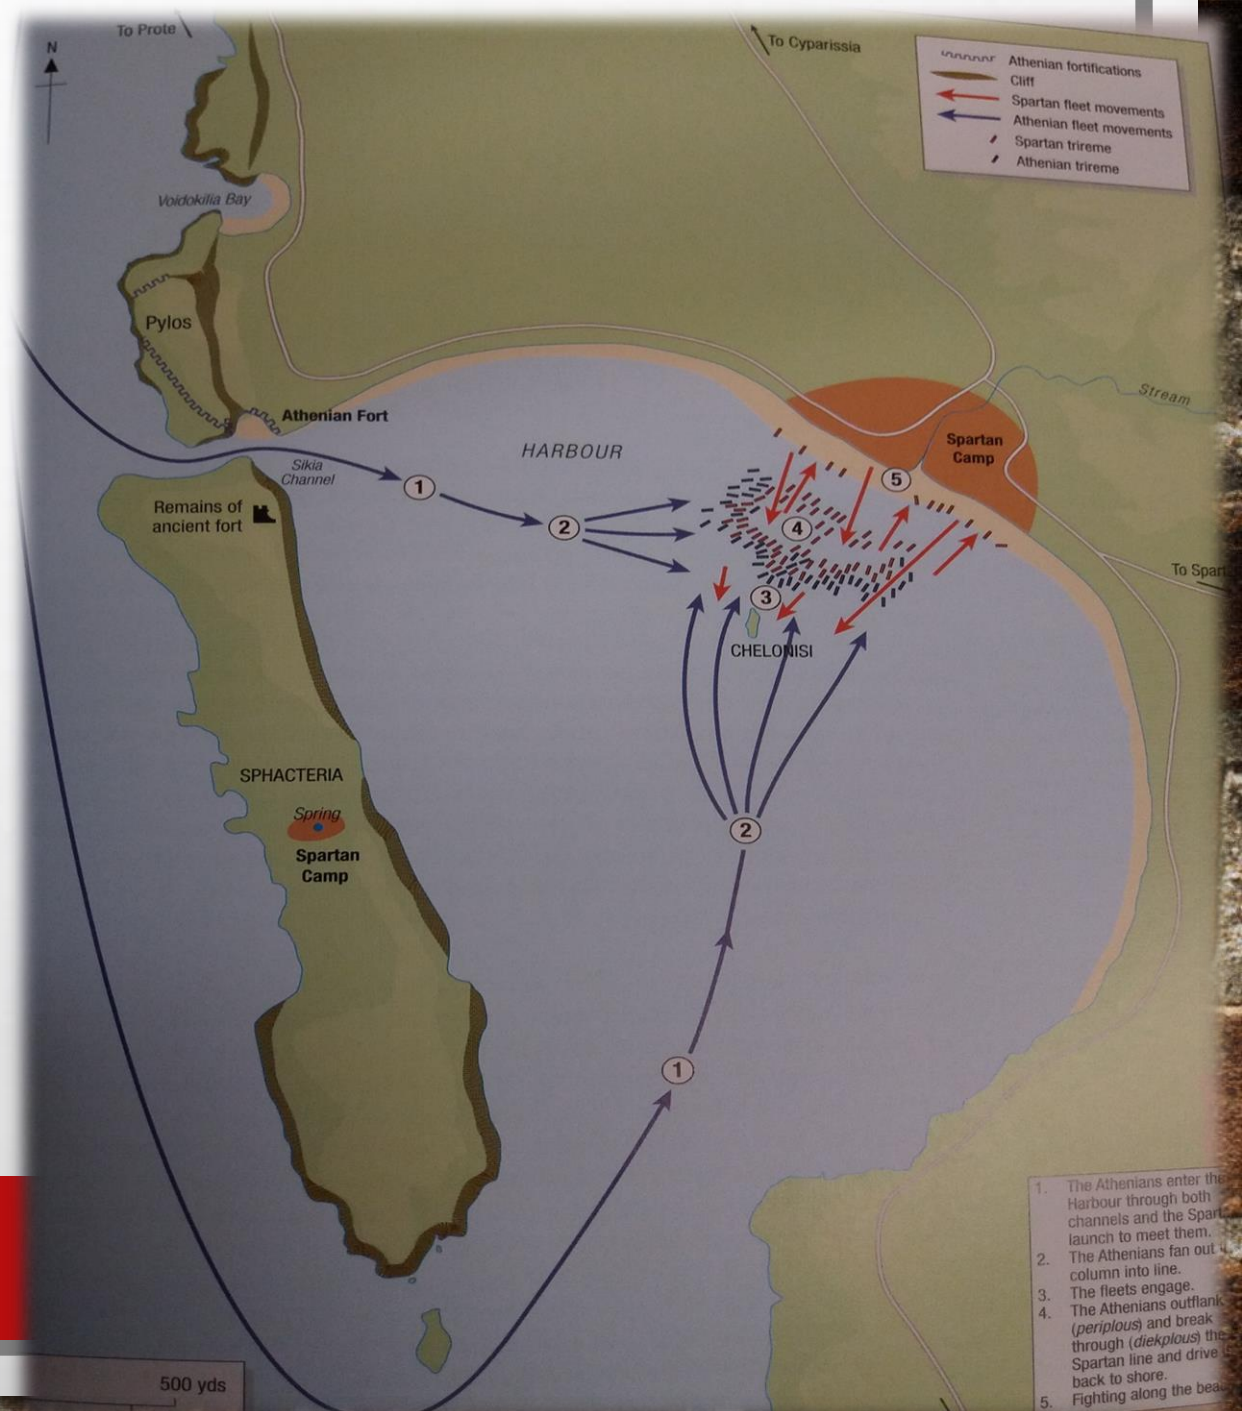 To Prote
N
To Cyparissia
Athenian fortifications
Cliff
Spartan fleet movements
Athenian fleet movements
Spartan trireme
Athenian trireme
Voidokilia Bay
Pylos
Stream
Athenian Fort
HARBOUR
Spartan
Camp
Sikia
Channel
1
2
5
4
3
Remains of
ancient fort
To Spar
CHELONISI
SPHACTERIA
Spring
Spartan
Camp
2
1
1. The Athenians enter the
Harbour through both
channels and the Spart
launch to meet them.
2. The Athenians fan out
column into line.
3. The fleets engage.
4. The Athenians outflank
(periplous) and break
through (diekplous) the
Spartan line and drive
back to shore.
5. Fighting along the bea
500 yds